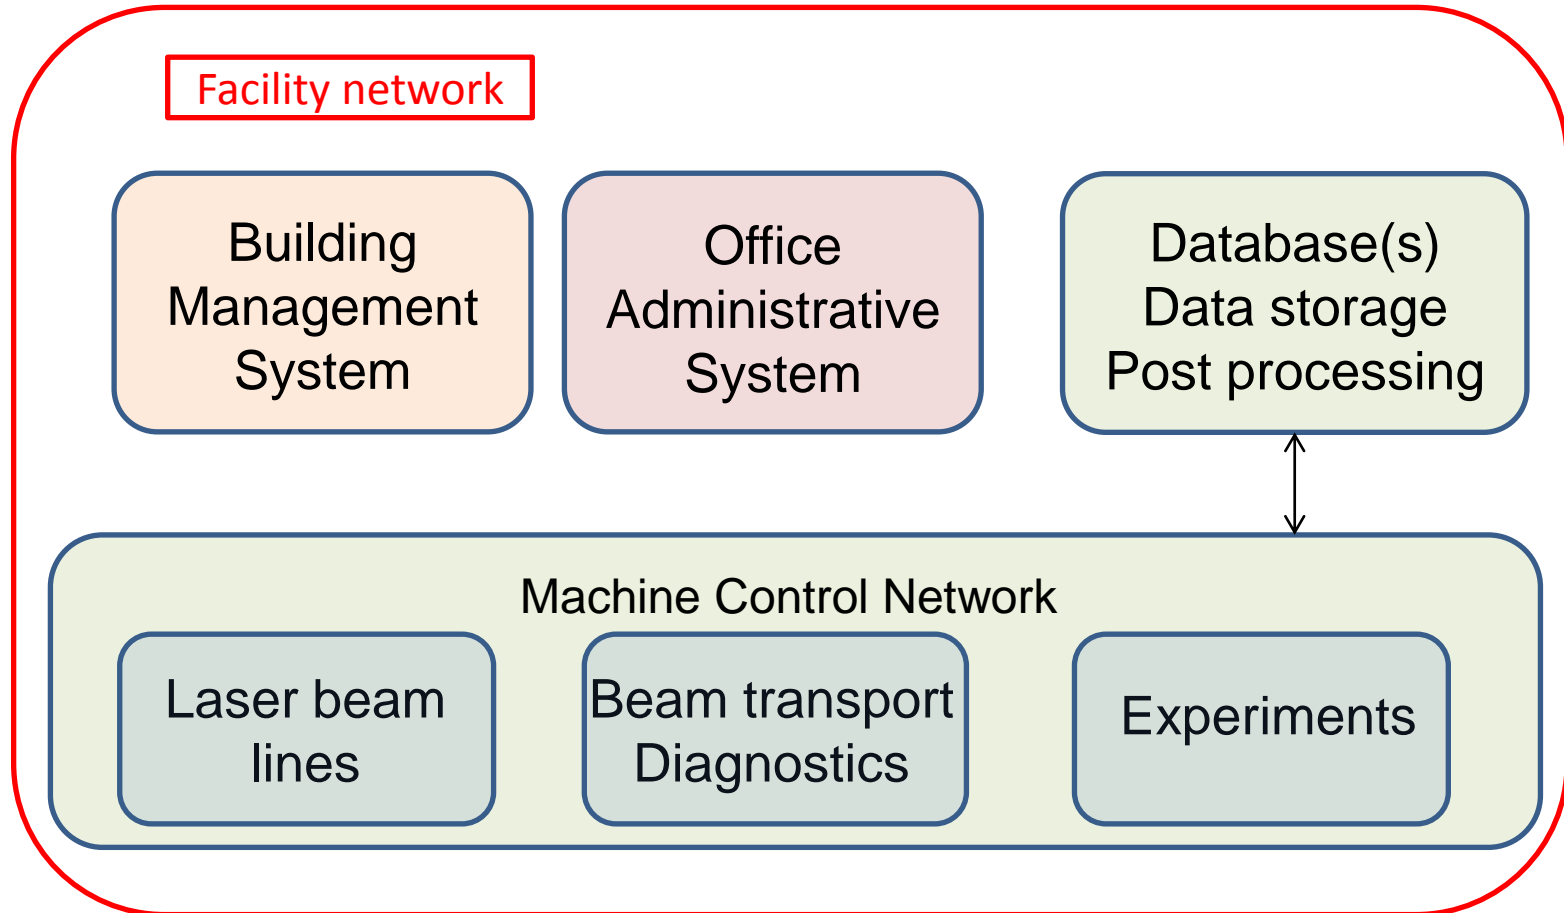 Facility network
Building
Management
System
Office
Administrative
System
Database(s)
Data storage
Post processing
Machine Control Network
Laser beam
lines
Beam transport
Diagnostics
Experiments